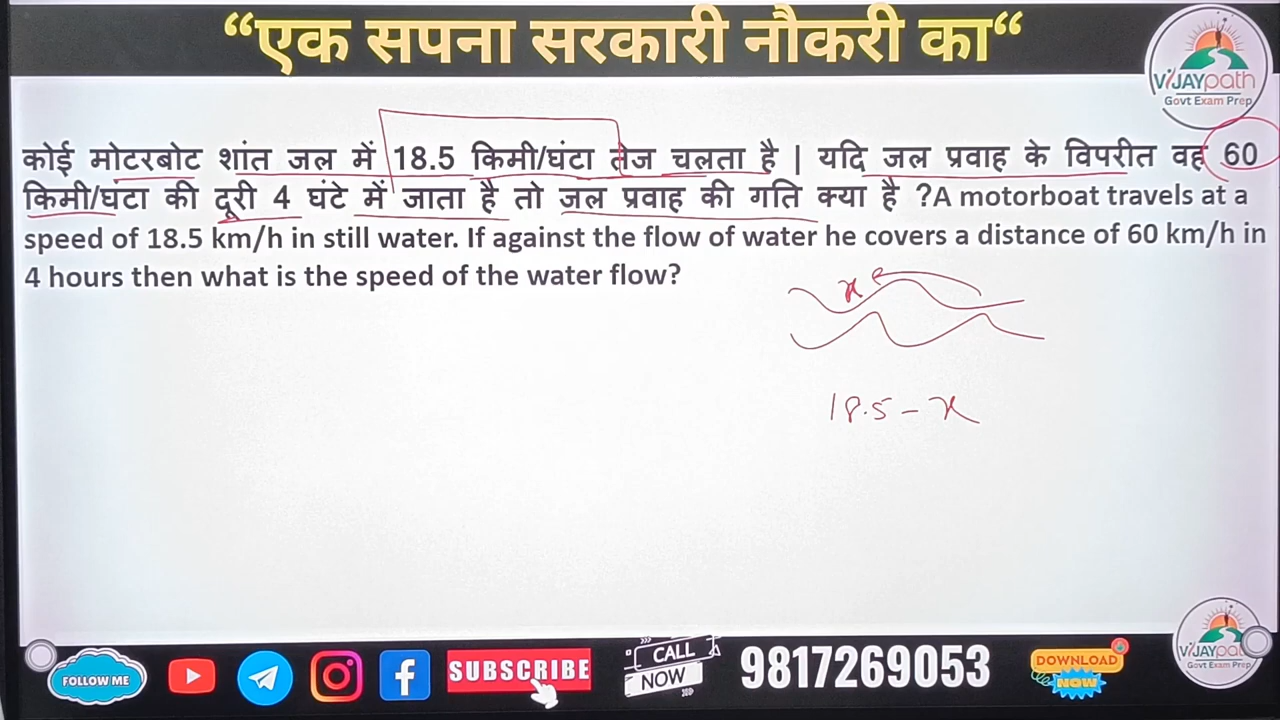 “एक सपना सरकारी नौकरी का“
VIJAYpath
Govt Exam Prep
कोई मोटरबोट शांत जल में 18.5 किमी/घंटा तेज चलता है | यदि जल प्रवाह के विपरीत वह 60
किमी/घंटा की दूरी 4 घंटे में जाता है तो जल प्रवाह की गति क्या है ?A motorboat travels at a
speed of 18.5 km/h in still water. If against the flow of water he covers a distance of 60 km/h in
4 hours then what is the speed of the water flow?
x
18.5 - x
FOLLOW ME
SUBSCRIBE
CALL
NOW
9817269053
DOWNLOAD
NOW
VIJAYpath
Govt Exam Prep